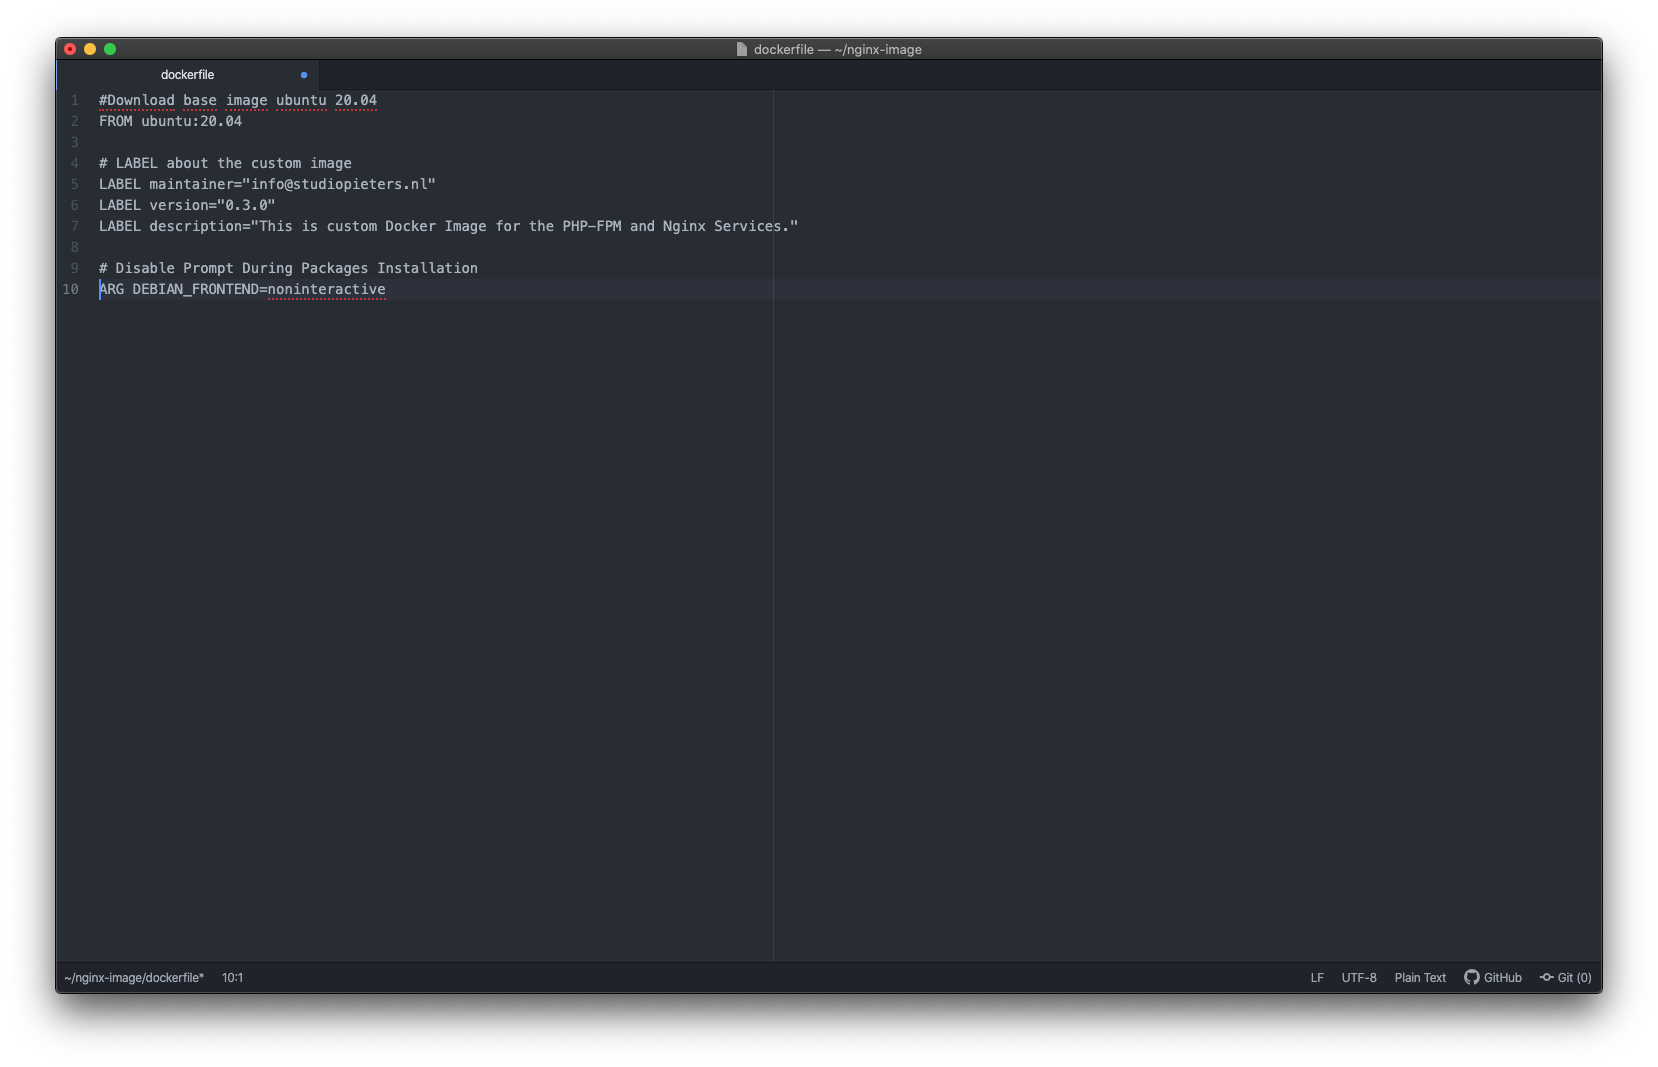 dockerfile — ~/nginx-image
dockerfile
1 #Download base image ubuntu 20.04
2 FROM ubuntu:20.04
3
4 # LABEL about the custom image
5 LABEL maintainer="info@studiopieters.nl"
6 LABEL version="0.3.0"
7 LABEL description="This is custom Docker Image for the PHP-FPM and Nginx Services."
8
9 # Disable Prompt During Packages Installation
10 ARG DEBIAN_FRONTEND=noninteractive
~/nginx-image/dockerfile* 10:1 LF UTF-8 Plain Text GitHub Git (0)